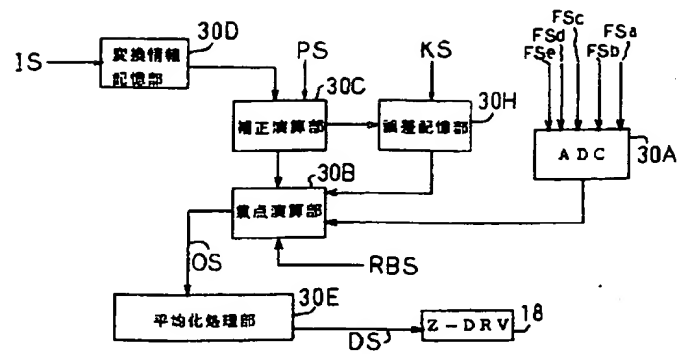 30D
IS
変換情報
記憶部
PS
KS
FSc
FSd
FSe
FSa
FSb
30C
補正演算部
30H
誤差記憶部
ADC
30A
30B
焦点演算部
OS
RBS
30E
平均化処理部
DS
Z-DRV
18